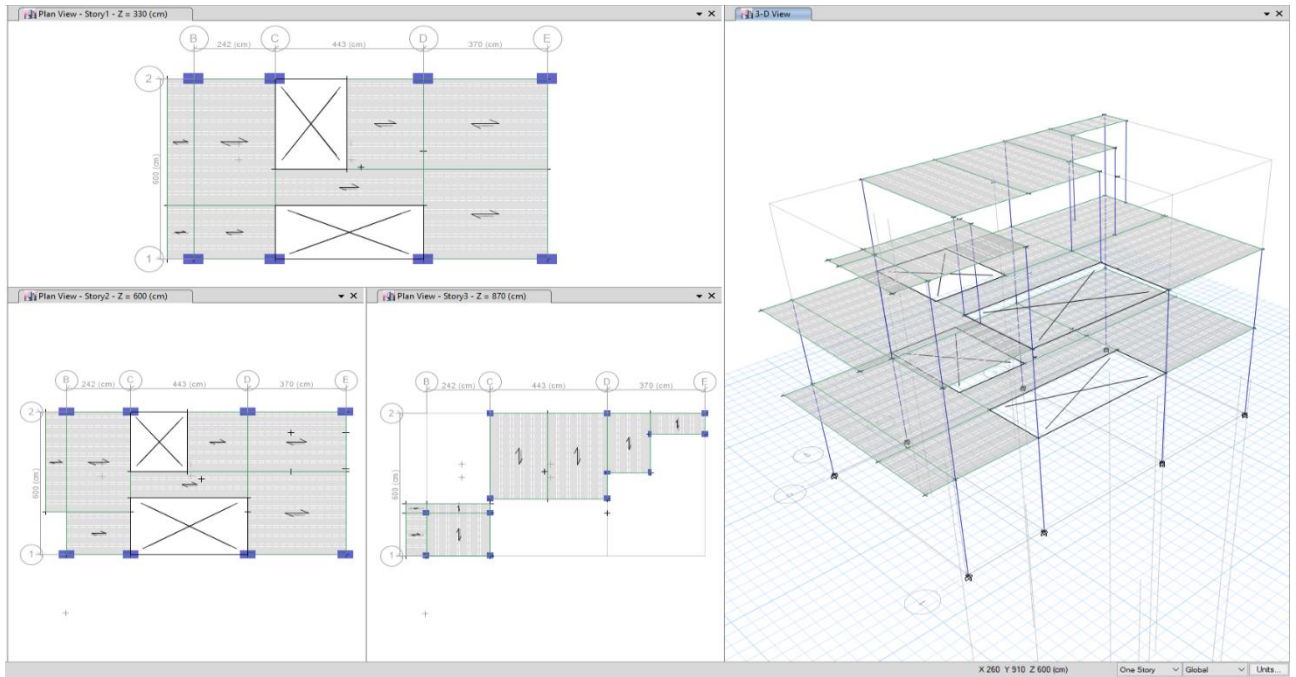 Plan View - Story1 - Z = 330 (cm)
B
C
D
E
242 (cm)
443 (cm)
370 (cm)
2
600 (cm)
1
Plan View - Story2 - Z = 600 (cm)
B
C
D
E
242 (cm)
443 (cm)
370 (cm)
2
600 (cm)
1
Plan View - Story3 - Z = 870 (cm)
B
C
D
E
242 (cm)
443 (cm)
370 (cm)
2
600 (cm)
1
3-D View
X 260 Y 910 Z 600 (cm)
One Story
Global
Units...